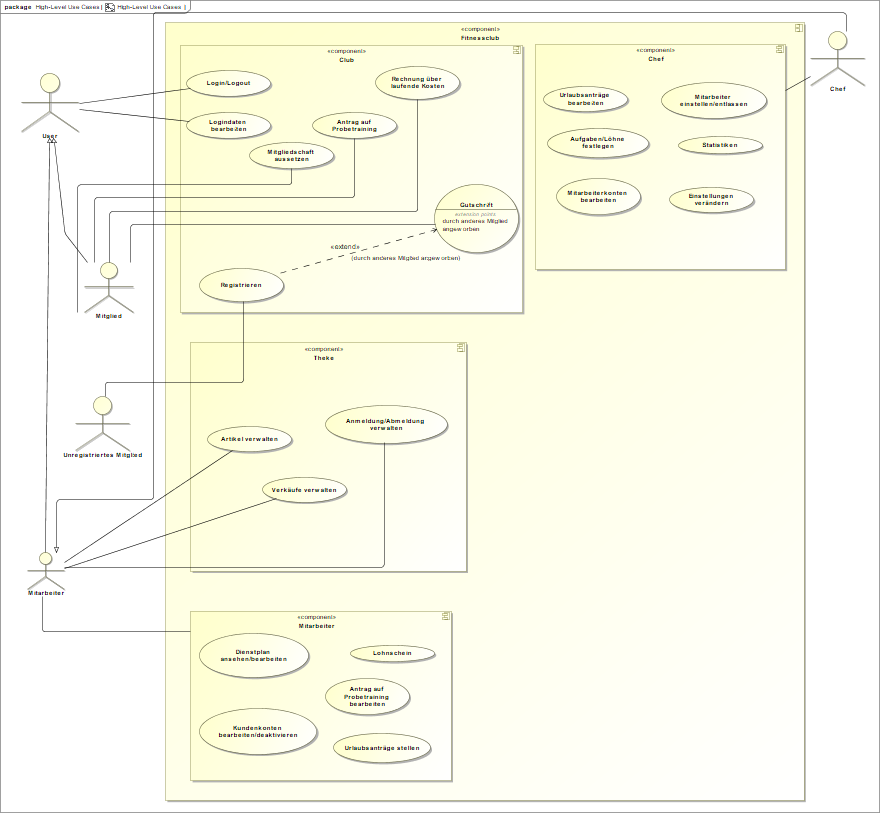 package High-Level Use Cases [ High-Level Use Cases ]
«component»
Fitnessclub
«component»
Club
Login/Logout
Rechnung über
laufende Kosten
Logindaten
bearbeiten
Antrag auf
Probetraining
Mitgliedschaft
aussetzen
Gutschrift
extension points
durch anderes Mitglied
angeworben
«extend»
(durch anderes Mitglied angeworben)
Registrieren
«component»
Chef
Urlaubsanträge
bearbeiten
Mitarbeiter
einstellen/entlassen
Aufgaben/Löhne
festlegen
Statistiken
Mitarbeiterkonten
bearbeiten
Einstellungen
verändern
Chef
User
Mitglied
Unregistriertes Mitglied
Mitarbeiter
«component»
Theke
Anmeldung/Abmeldung
verwalten
Artikel verwalten
Verkäufe verwalten
«component»
Mitarbeiter
Dienstplan
ansehen/bearbeiten
Lohnschein
Antrag auf
Probetraining
bearbeiten
Kundenkonten
bearbeiten/deaktivieren
Urlaubsanträge stellen